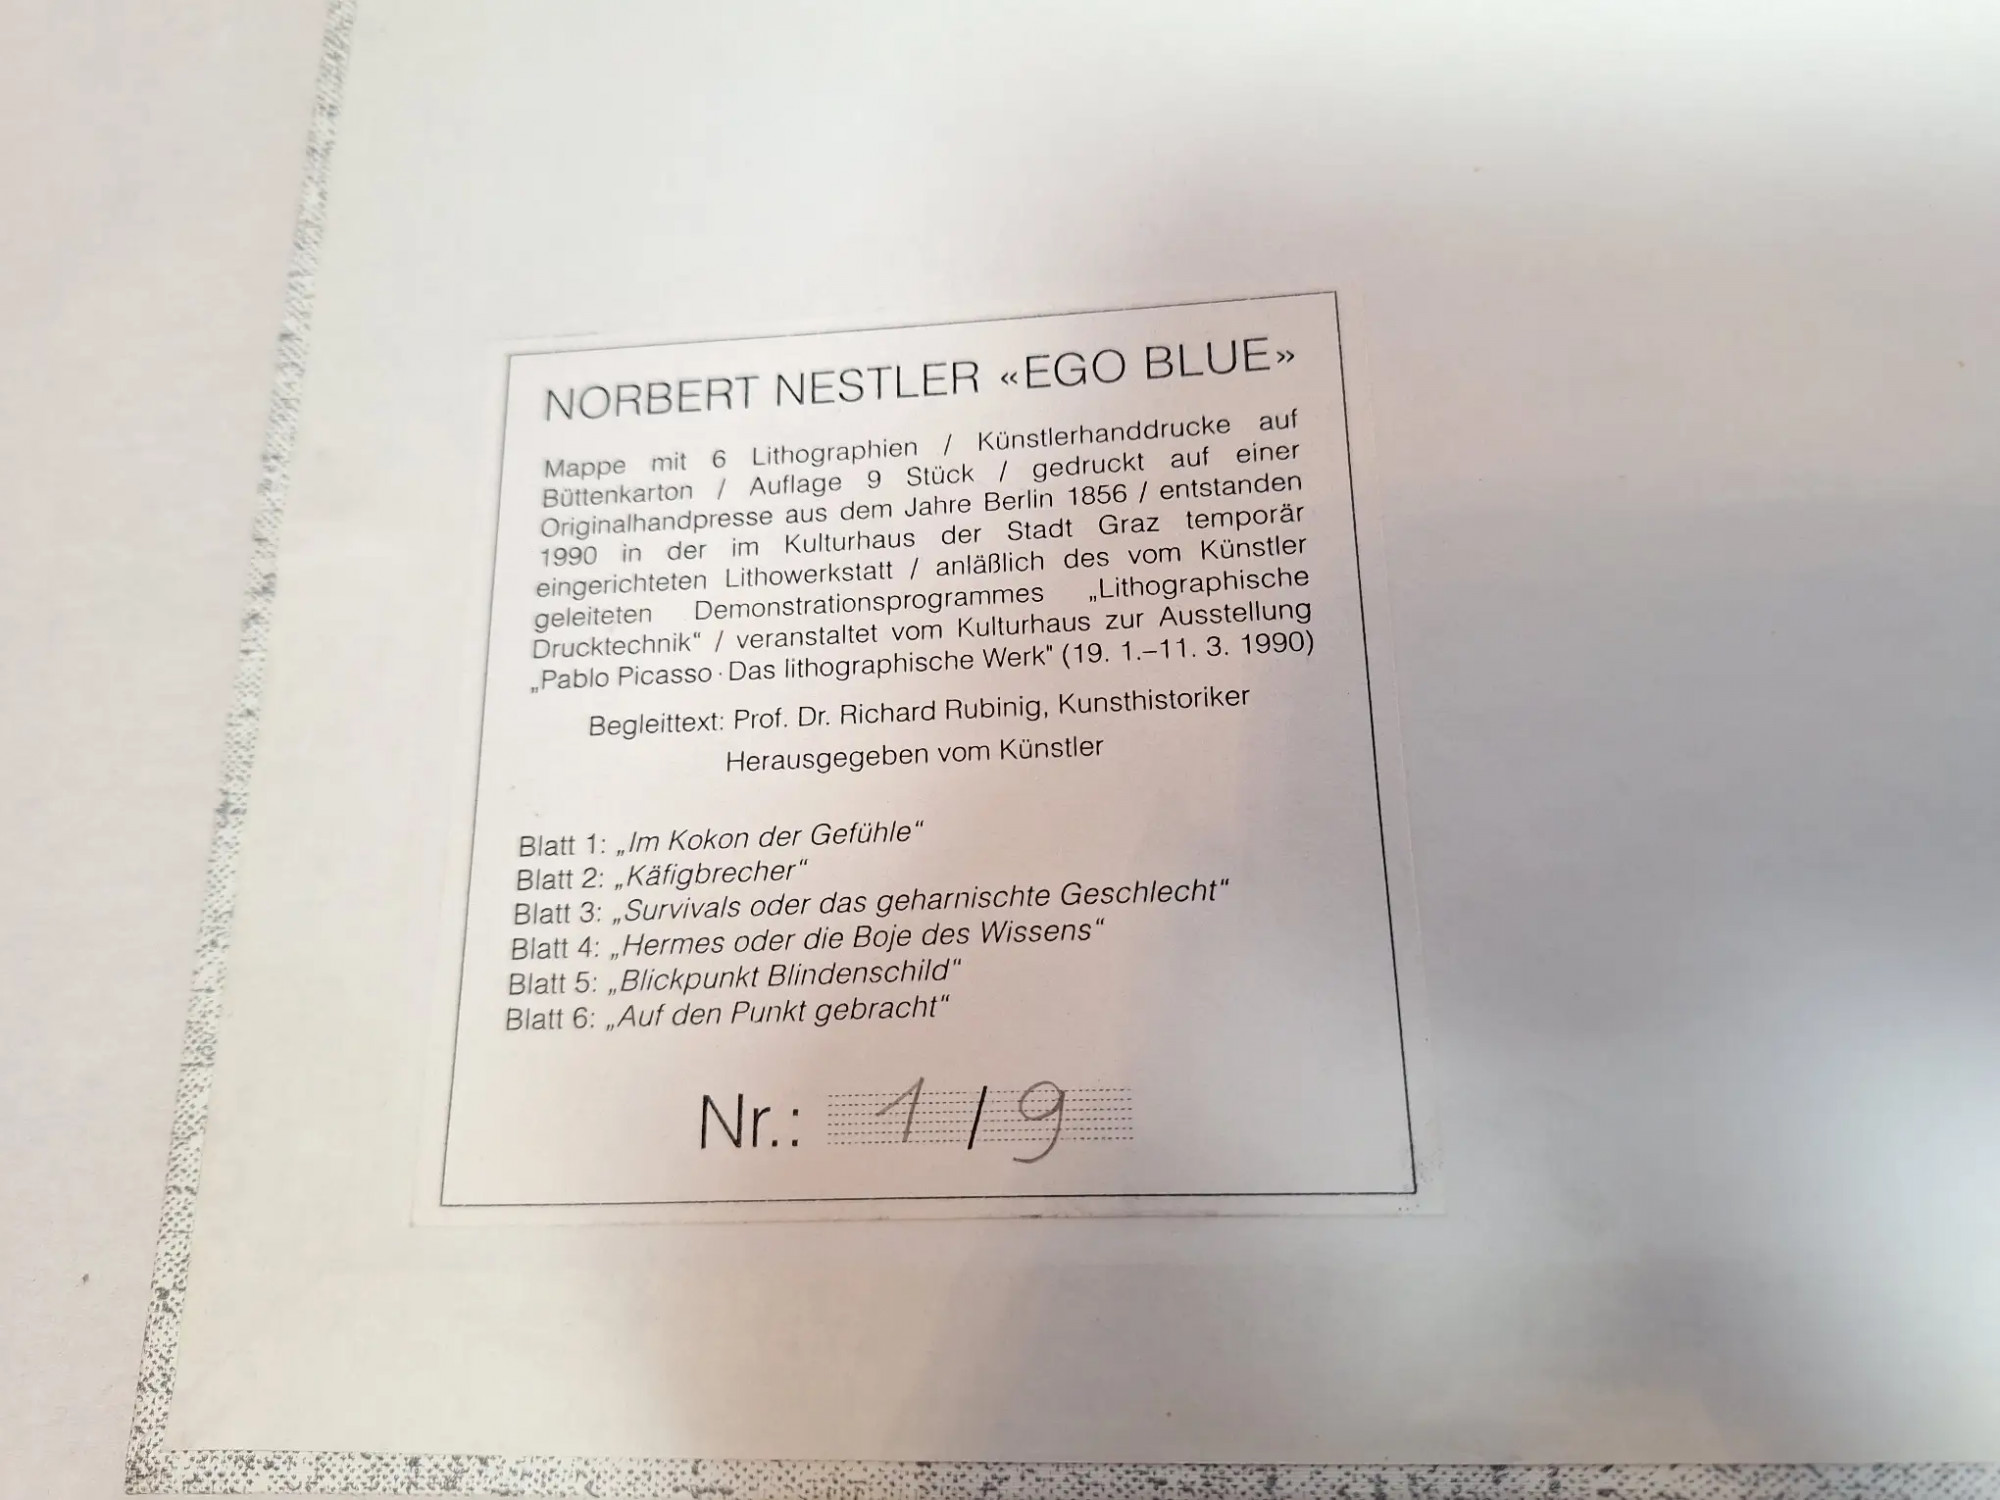 NORBERT NESTLER «EGO BLUE»
Mappe mit 6 Lithographien / Künstlerhanddrucke auf
Büttenkarton / Auflage 9 Stück / gedruckt auf einer
Originalhandpresse aus dem Jahre Berlin 1856 / entstanden
1990 in der im Kulturhaus der Stadt Graz temporär
eingerichteten Lithowerkstatt / anläßlich des vom Künstler
geleiteten Demonstrationsprogrammes „Lithographische
Drucktechnik“ / veranstaltet vom Kulturhaus zur Ausstellung
„Pablo Picasso · Das lithographische Werk" (19. 1.–11. 3. 1990)
Begleittext: Prof. Dr. Richard Rubinig, Kunsthistoriker
Herausgegeben vom Künstler
Blatt 1: „Im Kokon der Gefühle“
Blatt 2: „Käfigbrecher“
Blatt 3: „Survivals oder das geharnischte Geschlecht“
Blatt 4: „Hermes oder die Boje des Wissens“
Blatt 5: „Blickpunkt Blindenschild“
Blatt 6: „Auf den Punkt gebracht“
Nr.: 1 / 9